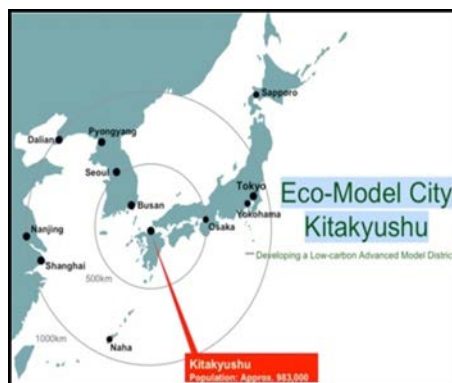 Sapporo
Dalian
Pyongyang
Seoul
Tokyo
Eco-Model City
Busan
Yokohama
Kitakyushu
Osaka
Nanjing
Developing a Low-carbon Advanced Model District
Shanghai
500km
1000km
Naha
Kitakyushu
Population: Approx. 983,000